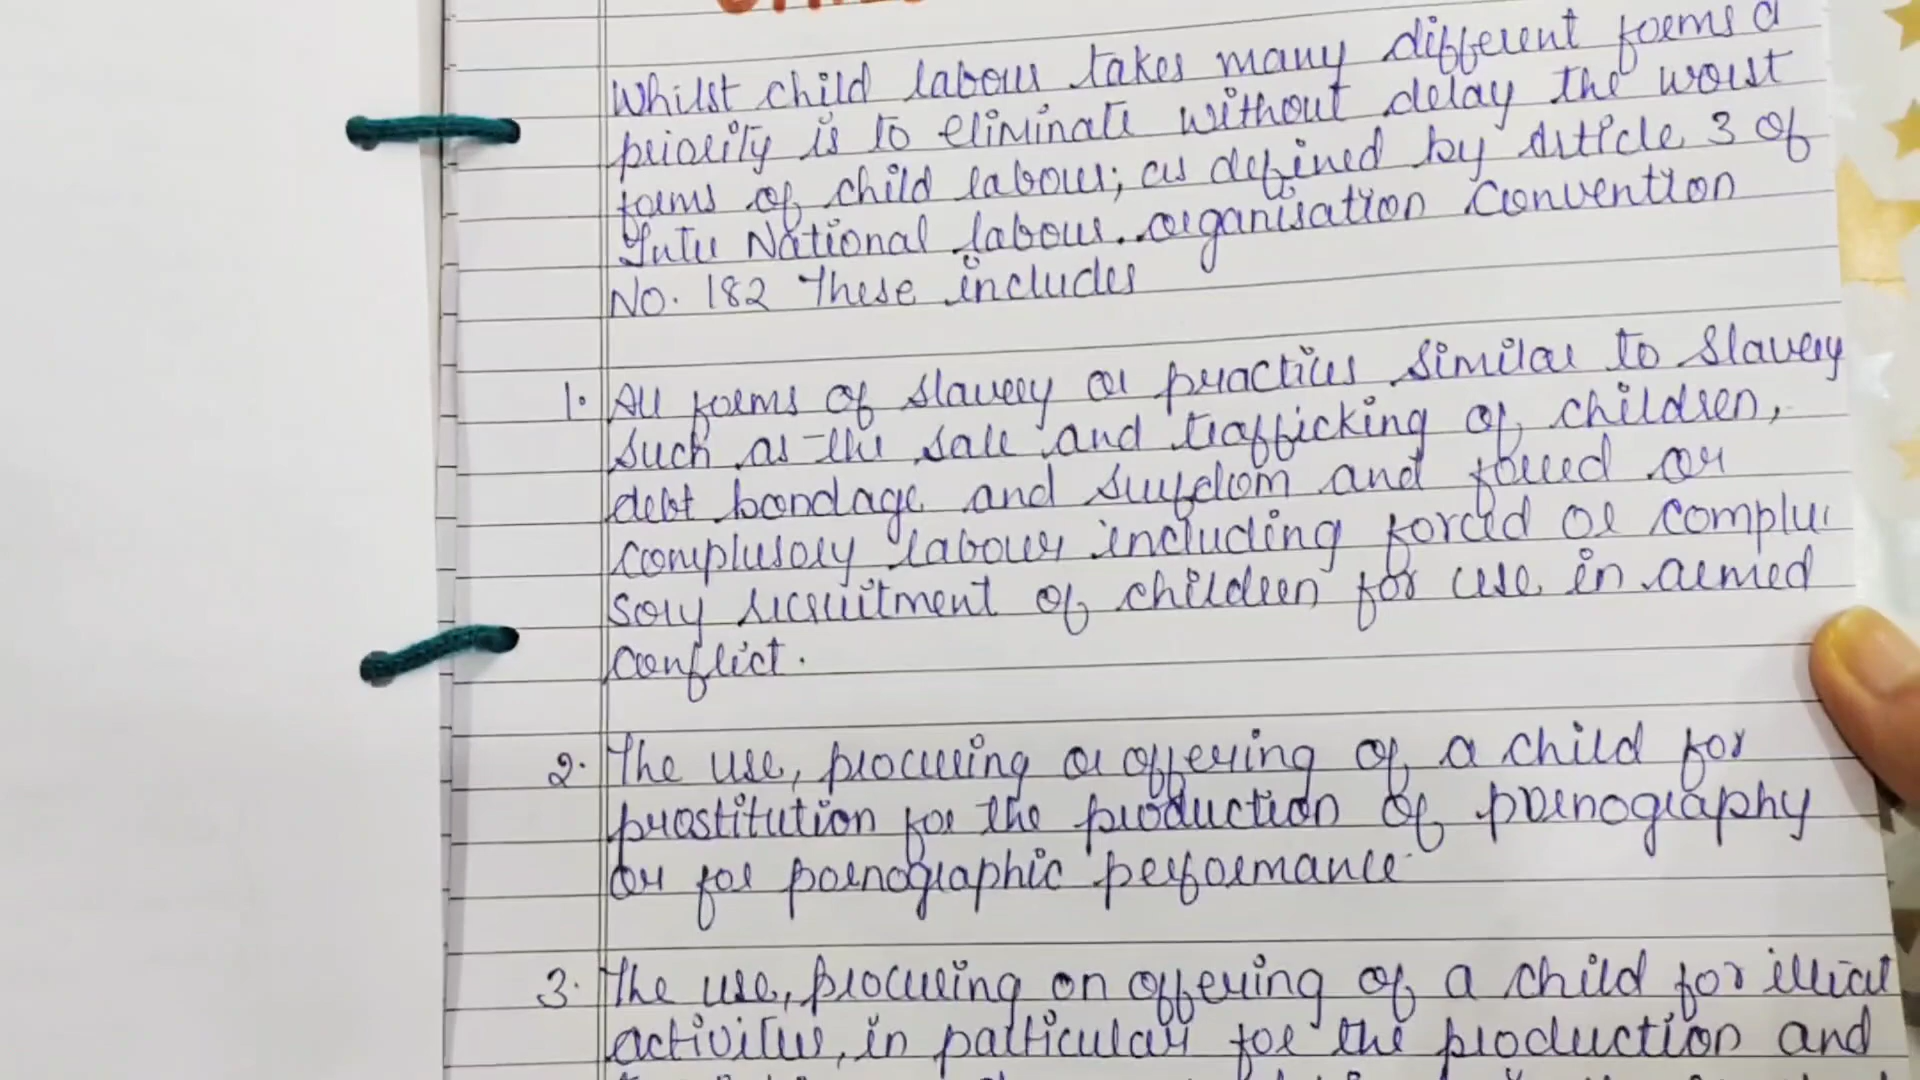 Whilst child labour takes many different forms a
priority is to eliminate without delay the worst
forms of child labour; as defined by Article 3 of
Inter National labour organisation Convention
No. 182 These includes
1. All forms of slavery or practices similar to slavery
such as the sale and trafficking of children,
debt bondage and surfdom and forced or
complusory labour including forced or complu
sory recruitment of children for use in armed
conflict.
2. The use, procuring or offering of a child for
prostitution for the production of pornography
or for pornographic performance
3. The use, procuring on offering of a child for illicit
activities, in particular for the production and